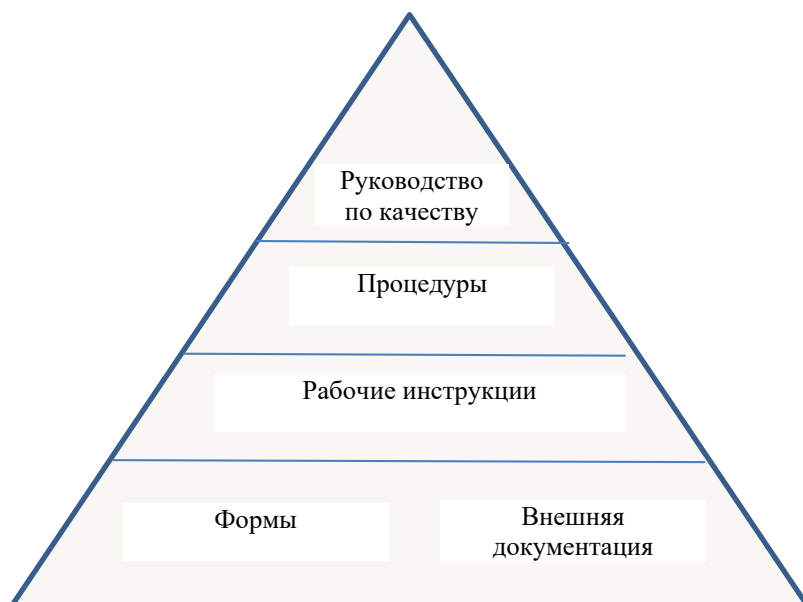 Руководство
по качеству
Процедуры
Рабочие инструкции
Формы
Внешняя
документация